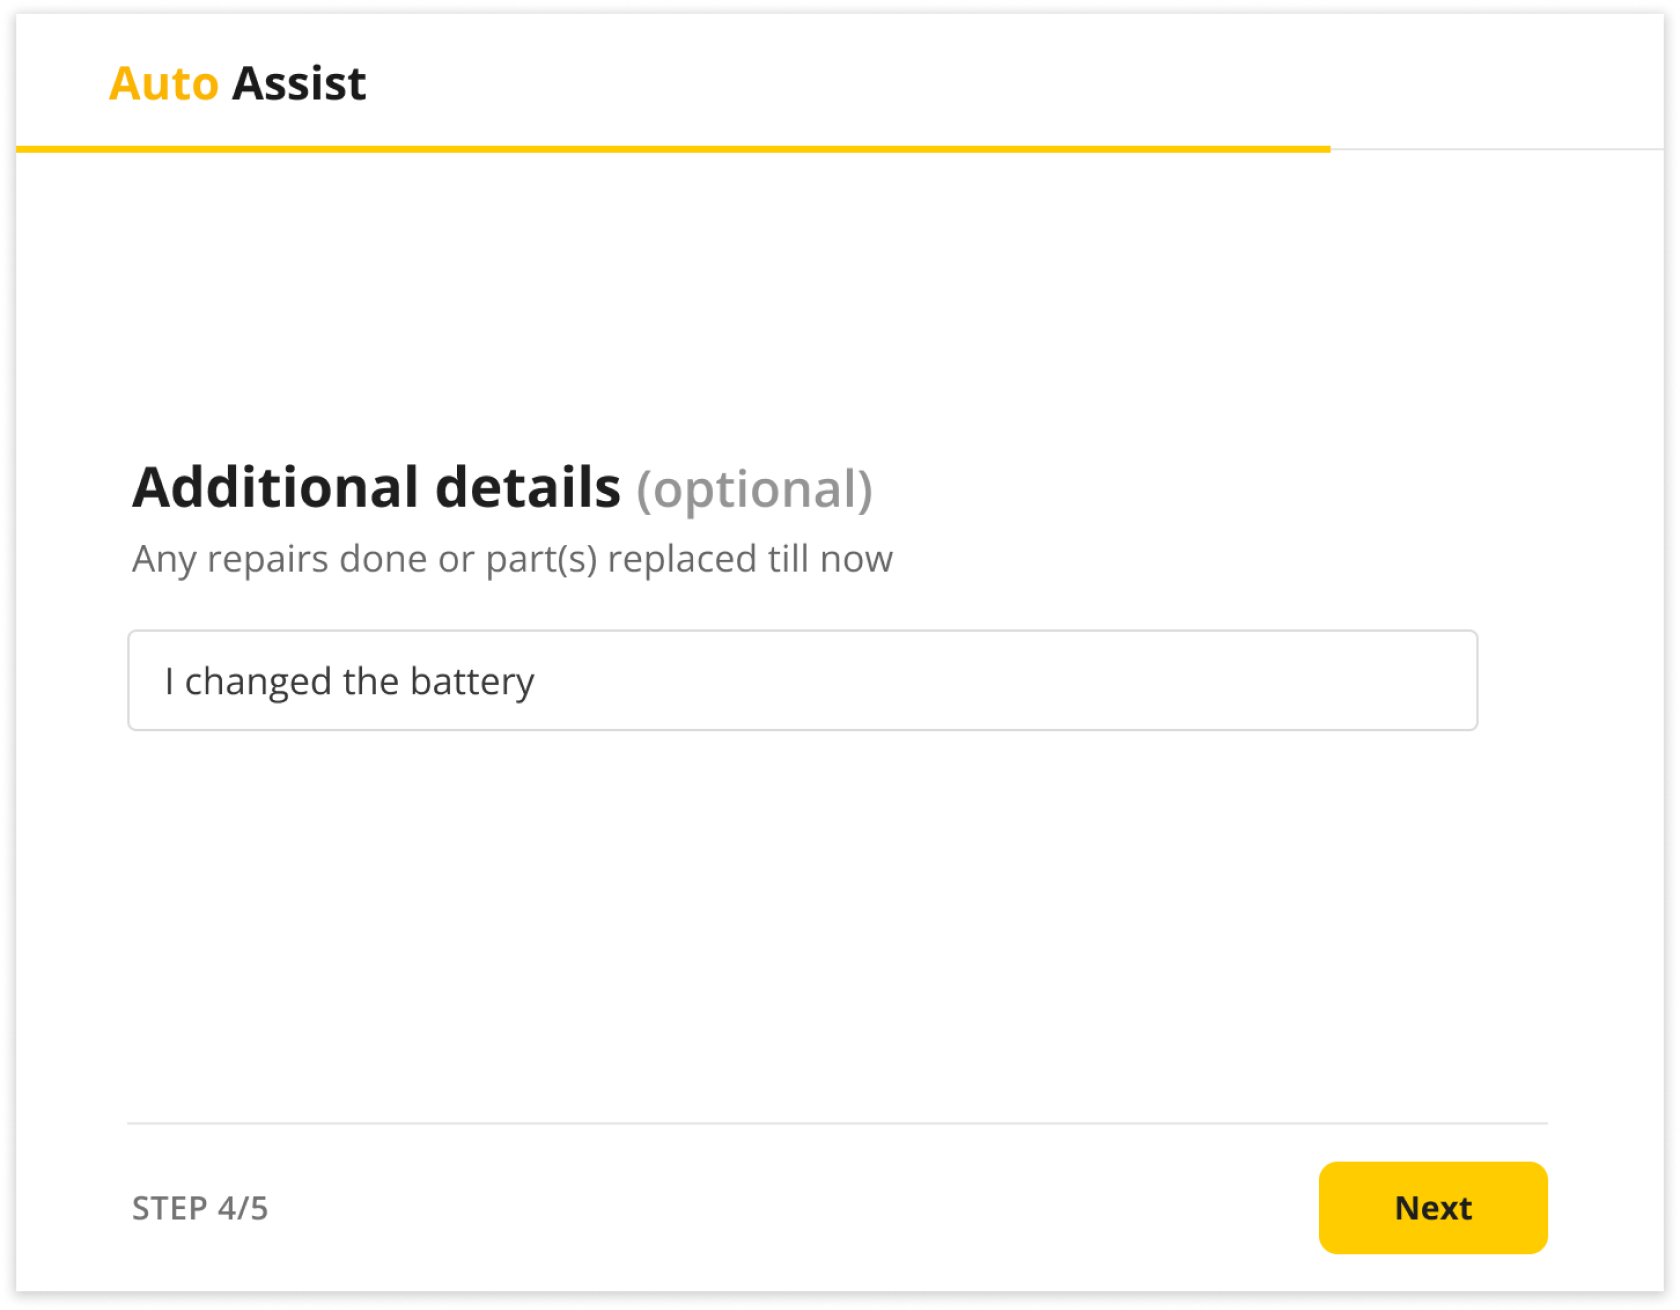 Auto Assist
Additional details (optional)
Any repairs done or part(s) replaced till now
I changed the battery
STEP 4/5
Next